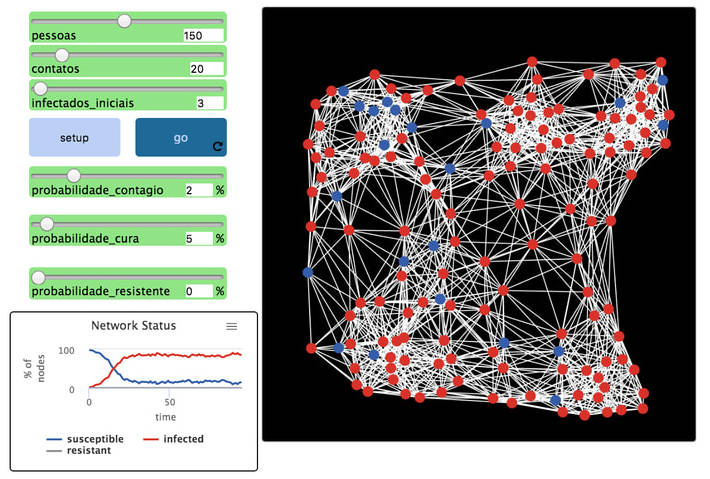 pessoas 150
contatos 20
infectados_iniciais 3
setup go
probabilidade_contagio 2 %
probabilidade_cura 5 %
probabilidade_resistente 0 %
Network Status
% of
nodes
100
0
0 50
time
susceptible infected
resistant